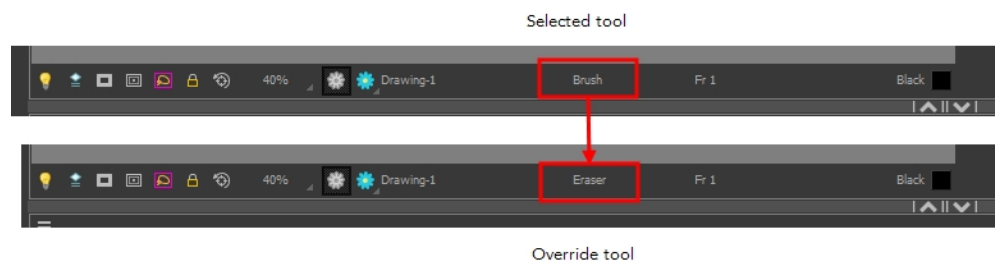 Selected tool
40% Drawing-1 Brush Fr 1 Black
40% Drawing-1 Eraser Fr 1 Black
Override tool